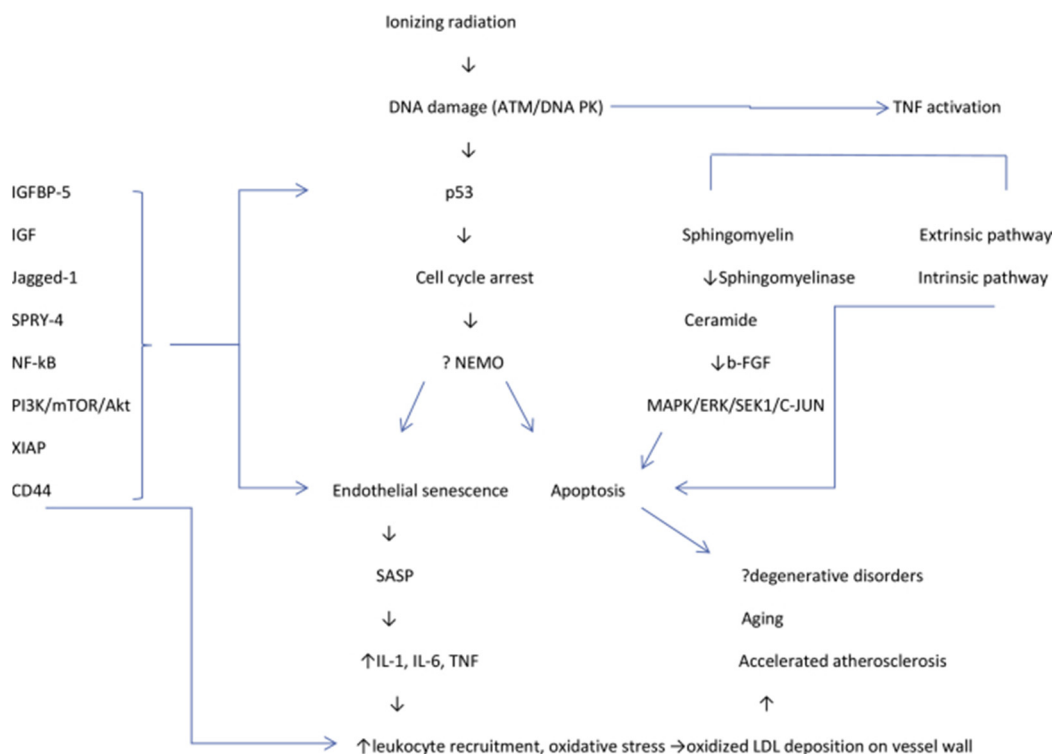 Ionizing radiation
↓
DNA damage (ATM/DNA PK)
TNF activation
↓
IGFBP-5
p53
IGF
↓
Sphingomyelin
Extrinsic pathway
Jagged-1
Cell cycle arrest
↓Sphingomyelinase
Intrinsic pathway
SPRY-4
↓
Ceramide
NF-kB
? NEMO
↓b-FGF
PI3K/mTOR/Akt
MAPK/ERK/SEK1/C-JUN
XIAP
CD44
Endothelial senescence
Apoptosis
↓
SASP
?degenerative disorders
↓
Aging
↑IL-1, IL-6, TNF
Accelerated atherosclerosis
↓
↑
↑leukocyte recruitment, oxidative stress →oxidized LDL deposition on vessel wall